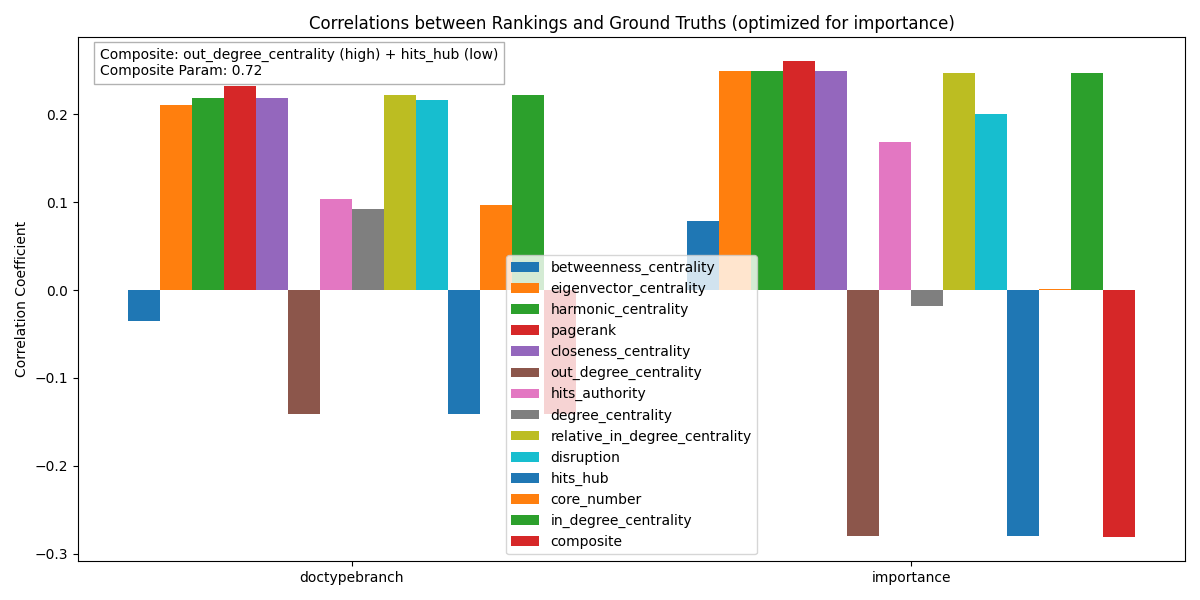 Correlations between Rankings and Ground Truths (optimized for importance)
Composite: out_degree_centrality (high) + hits_hub (low)
Composite Param: 0.72
Correlation Coefficient
0.2
0.1
0.0
−0.1
−0.2
−0.3
betweenness_centrality
eigenvector_centrality
harmonic_centrality
pagerank
closeness_centrality
out_degree_centrality
hits_authority
degree_centrality
relative_in_degree_centrality
disruption
hits_hub
core_number
in_degree_centrality
composite
doctypebranch
importance